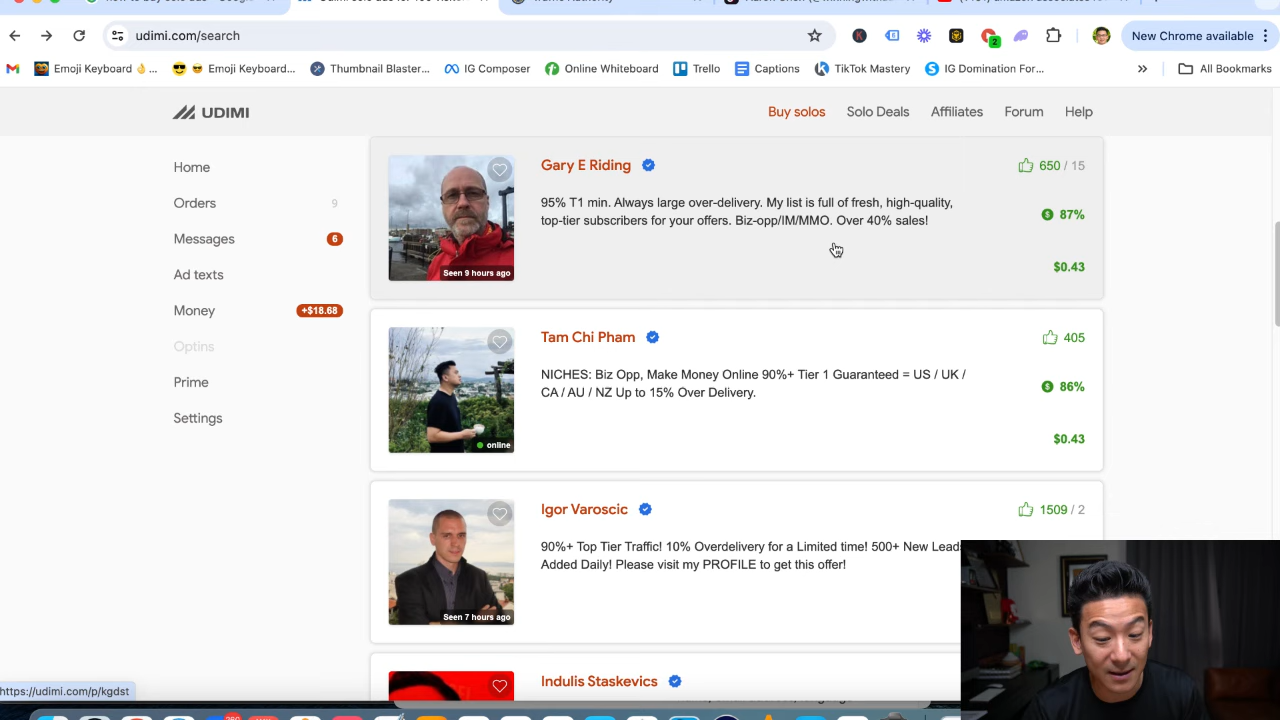 udimi.com/search
New Chrome available
Emoji Keyboard 👌 ...
Emoji Keyboard...
Thumbnail Blaster...
IG Composer
Online Whiteboard
Trello
Captions
TikTok Mastery
IG Domination For...
»
All Bookmarks
UDIMI
Buy solos
Solo Deals
Affiliates
Forum
Help
Home
Orders 9
Messages 6
Ad texts
Money +$18.68
Optins
Prime
Settings
Gary E Riding
650 / 15
95% T1 min. Always large over-delivery. My list is full of fresh, high-quality,
top-tier subscribers for your offers. Biz-opp/IM/MMO. Over 40% sales!
87%
$0.43
Seen 9 hours ago
Tam Chi Pham
405
NICHES: Biz Opp, Make Money Online 90%+ Tier 1 Guaranteed = US / UK /
CA / AU / NZ Up to 15% Over Delivery.
86%
$0.43
online
Igor Varoscic
1509 / 2
90%+ Top Tier Traffic! 10% Overdelivery for a Limited time! 500+ New Leads
Added Daily! Please visit my PROFILE to get this offer!
Seen 7 hours ago
Indulis Staskevics
https://udimi.com/p/kgdst